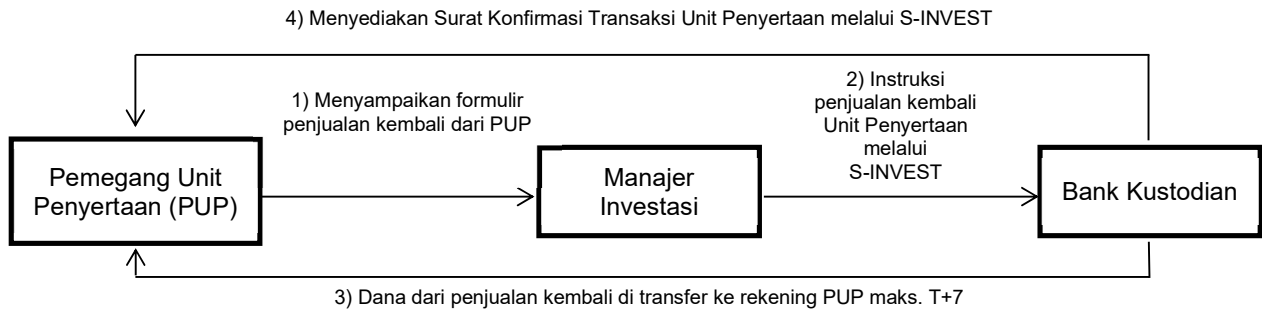 4) Menyediakan Surat Konfirmasi Transaksi Unit Penyertaan melalui S-INVEST
1) Menyampaikan formulir
penjualan kembali dari PUP
2) Instruksi
penjualan kembali
Unit Penyertaan
melalui
S-INVEST
Pemegang Unit
Penyertaan (PUP)
Manajer
Investasi
Bank Kustodian
3) Dana dari penjualan kembali di transfer ke rekening PUP maks. T+7